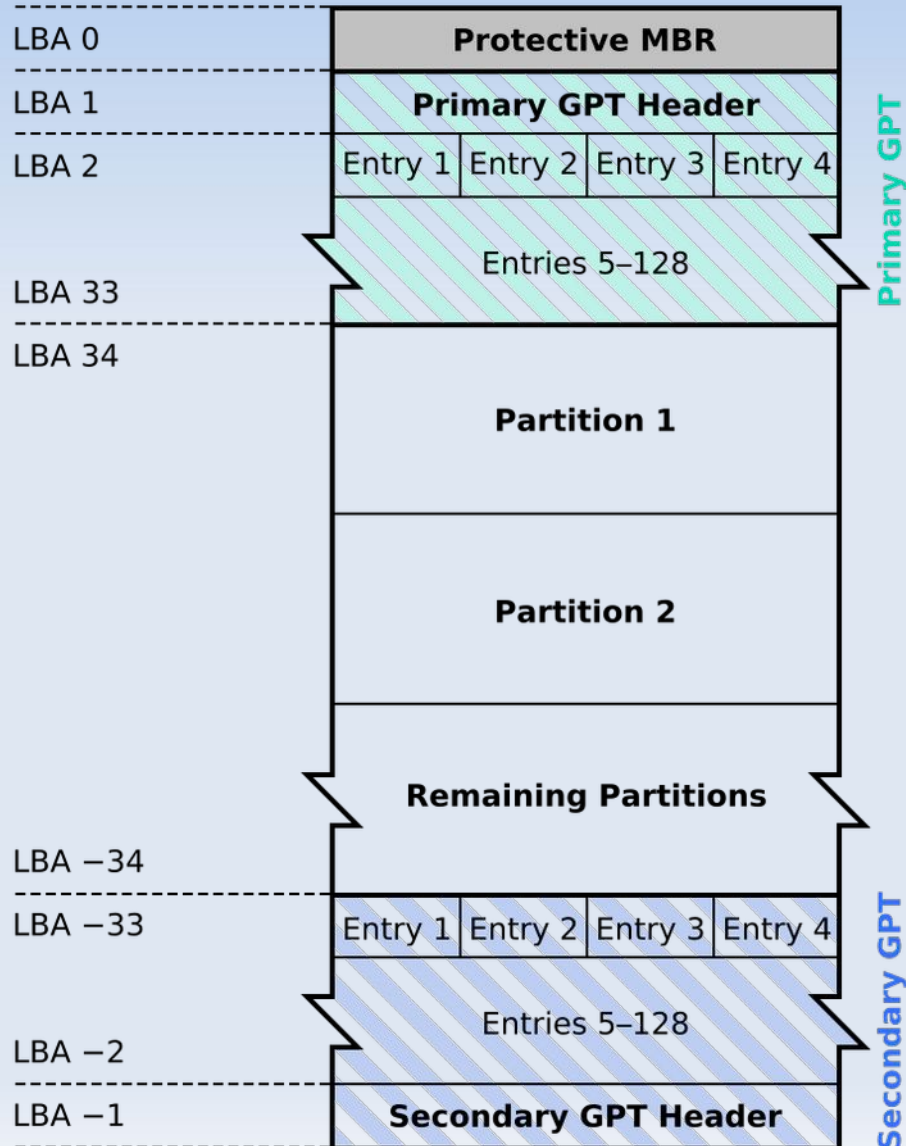 LBA 0
Protective MBR
LBA 1
Primary GPT Header
LBA 2
Entry 1 Entry 2 Entry 3 Entry 4
Primary GPT
Entries 5–128
LBA 33
LBA 34
Partition 1
Partition 2
Remaining Partitions
LBA −34
LBA −33
Entry 1 Entry 2 Entry 3 Entry 4
Secondary GPT
Entries 5–128
LBA −2
LBA −1
Secondary GPT Header